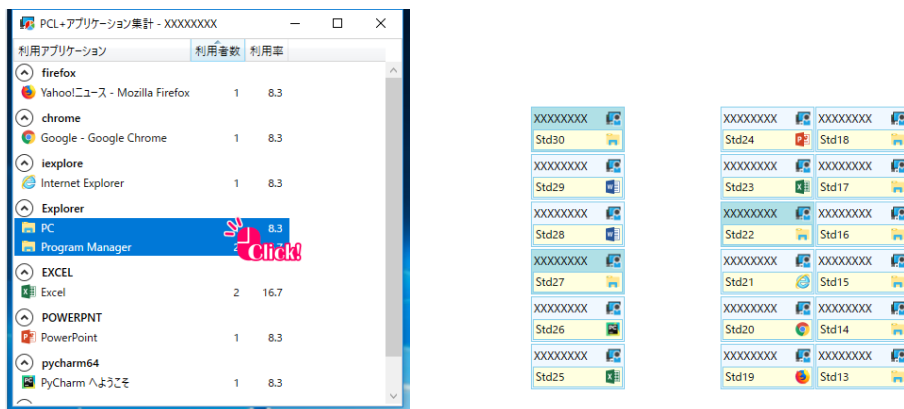 PCL+アプリケーション集計 - XXXXXXXX
利用アプリケーション 利用者数 利用率
firefox
Yahoo!ニュース - Mozilla Firefox 1 8.3
chrome
Google - Google Chrome 1 8.3
iexplore
Internet Explorer 1 8.3
Explorer
PC 8.3
Program Manager 2
Click!
EXCEL
Excel 2 16.7
POWERPNT
PowerPoint 1 8.3
pycharm64
PyCharm へようこそ 1 8.3
XXXXXXXX
Std30
XXXXXXXX
Std29
XXXXXXXX
Std28
XXXXXXXX
Std27
XXXXXXXX
Std26
XXXXXXXX
Std25
XXXXXXXX XXXXXXXX
Std24 Std18
XXXXXXXX XXXXXXXX
Std23 Std17
XXXXXXXX XXXXXXXX
Std22 Std16
XXXXXXXX XXXXXXXX
Std21 Std15
XXXXXXXX XXXXXXXX
Std20 Std14
XXXXXXXX XXXXXXXX
Std19 Std13